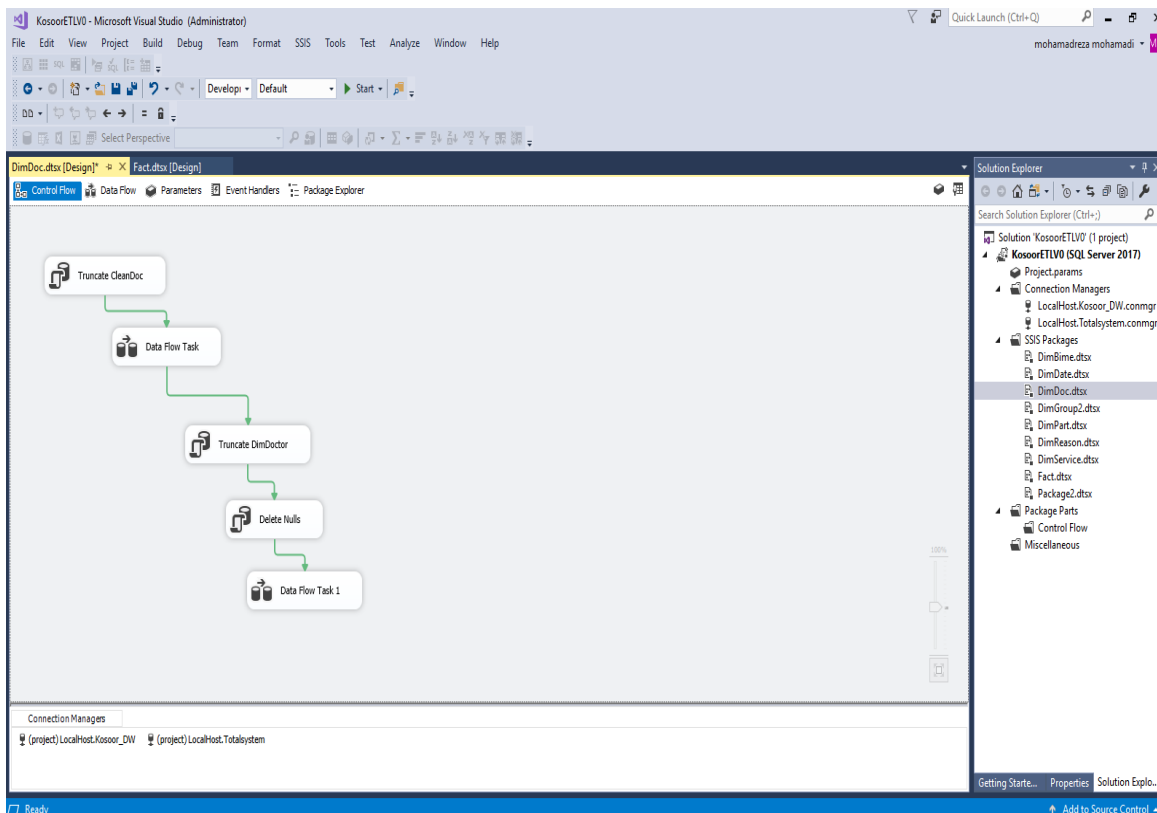 KosoorETLV0 - Microsoft Visual Studio (Administrator)
Quick Launch (Ctrl+Q)
File Edit View Project Build Debug Team Format SSIS Tools Test Analyze Window Help
mohamadreza mohamadi
Developi Default Start
Select Perspective
DimDoc.dtsx [Design]* Fact.dtsx [Design]
Control Flow Data Flow Parameters Event Handlers Package Explorer
Truncate CleanDoc
Data Flow Task
Truncate DimDoctor
Delete Nulls
Data Flow Task 1
100%
Connection Managers
(project) LocalHost.Kosoor_DW (project) LocalHost.Totalsystem
Solution Explorer
Search Solution Explorer (Ctrl+;)
Solution 'KosoorETLV0' (1 project)
KosoorETLV0 (SQL Server 2017)
Project.params
Connection Managers
LocalHost.Kosoor_DW.conmgr
LocalHost.Totalsystem.conmgr
SSIS Packages
DimBime.dtsx
DimDate.dtsx
DimDoc.dtsx
DimGroup2.dtsx
DimPart.dtsx
DimReason.dtsx
DimService.dtsx
Fact.dtsx
Package2.dtsx
Package Parts
Control Flow
Miscellaneous
Getting Starte... Properties Solution Explo...
Ready
Add to Source Control